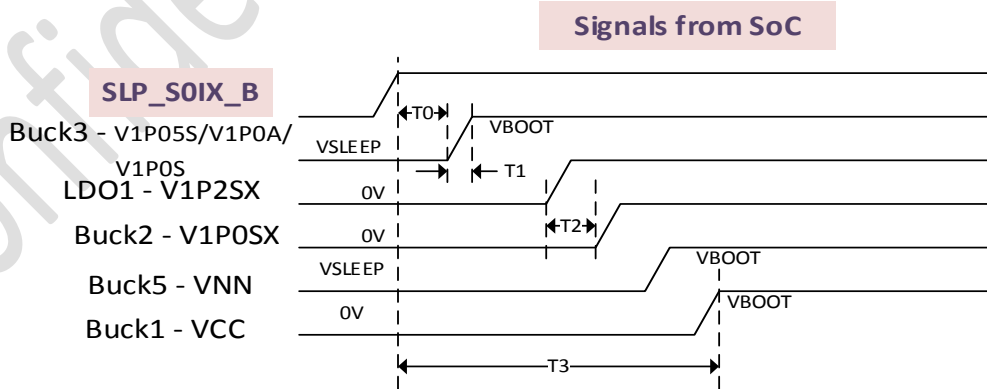 Signals from SoC
SLP_S0IX_B
T0
Buck3 - V1P05S/V1P0A/
V1P0S
VSLEEP
VBOOT
T1
LDO1 - V1P2SX
0V
T2
Buck2 - V1P0SX
0V
Buck5 - VNN
VSLEEP
VBOOT
Buck1 - VCC
0V
VBOOT
T3